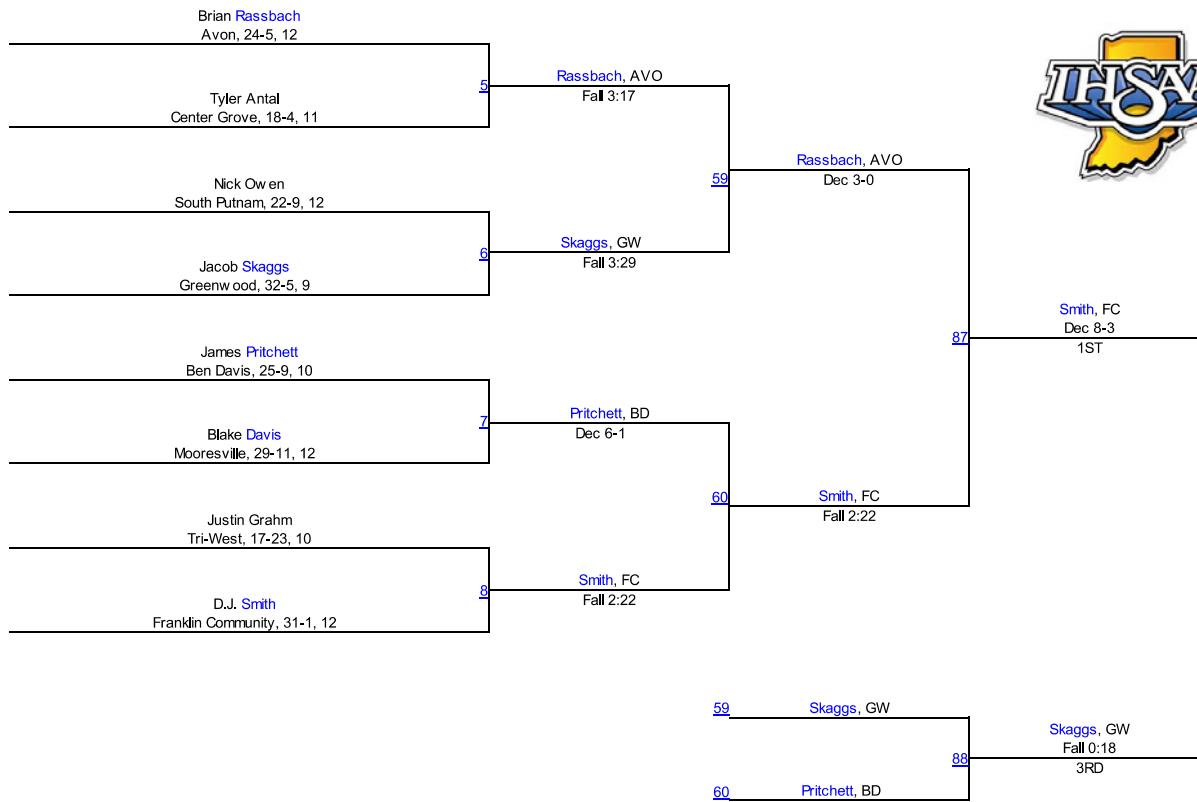 Brian Rassbach
Avon, 24-5, 12
5
Tyler Antal
Center Grove, 18-4, 11
Rassbach, AVO
Fall 3:17
Nick Owen
South Putnam, 22-9, 12
6
Jacob Skaggs
Greenwood, 32-5, 9
Skaggs, GW
Fall 3:29
59
Rassbach, AVO
Dec 3-0
James Pritchett
Ben Davis, 25-9, 10
7
Blake Davis
Mooresville, 29-11, 12
Pritchett, BD
Dec 6-1
Justin Grahm
Tri-West, 17-23, 10
8
D.J. Smith
Franklin Community, 31-1, 12
Smith, FC
Fall 2:22
60
Smith, FC
Fall 2:22
87
Smith, FC
Dec 8-3
1ST
59
Skaggs, GW
88
60
Pritchett, BD
Skaggs, GW
Fall 0:18
3RD
IHSAA